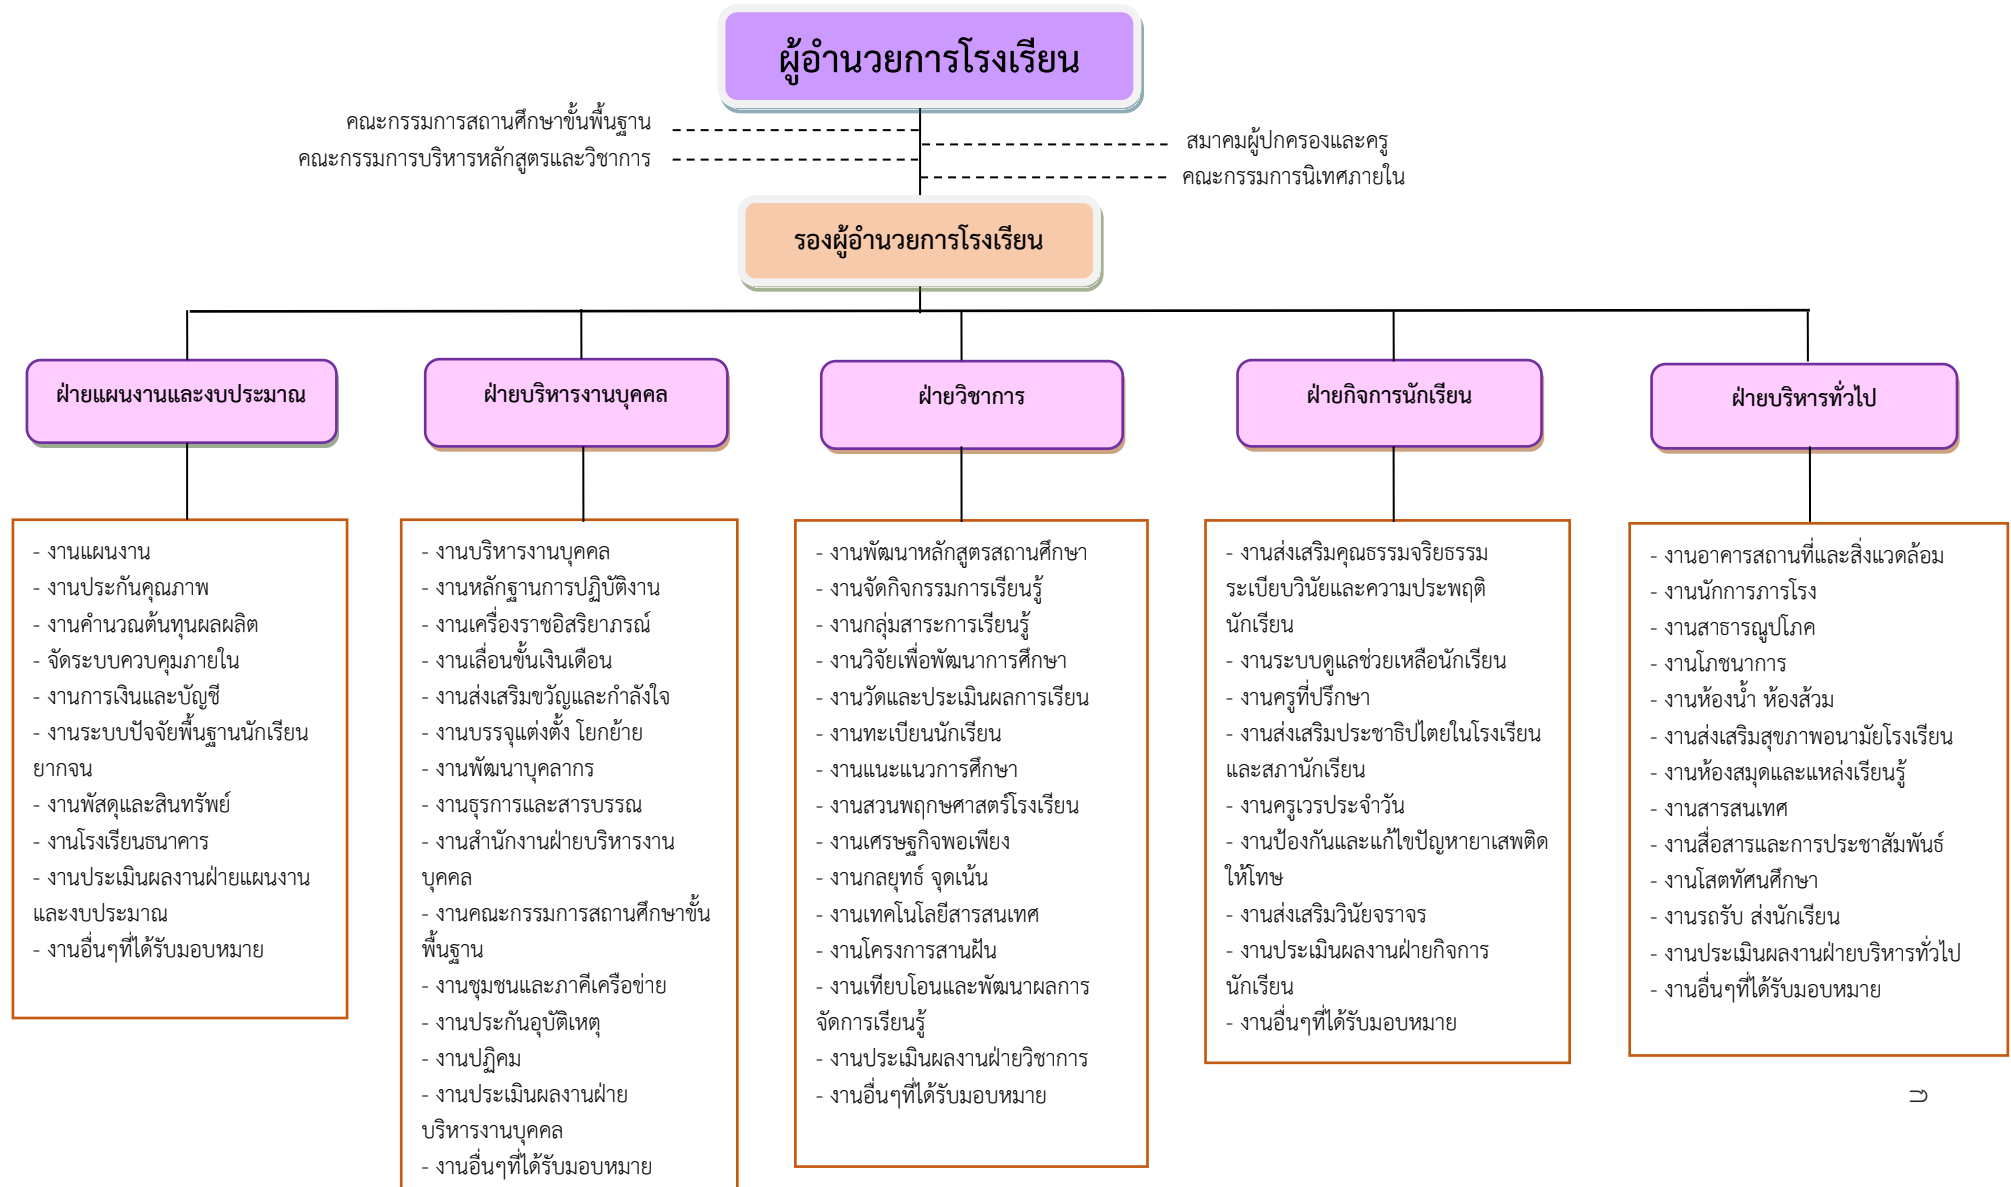 ผู้อำนวยการโรงเรียน
คณะกรรมการสถานศึกษาขั้นพื้นฐาน
สมาคมผู้ปกครองและครู
คณะกรรมการบริหารหลักสูตรและวิชาการ
คณะกรรมการนิเทศภายใน
รองผู้อำนวยการโรงเรียน
ฝ่ายแผนงานและงบประมาณ
ฝ่ายบริหารงานบุคคล
ฝ่ายวิชาการ
ฝ่ายกิจการนักเรียน
ฝ่ายบริหารทั่วไป
- งานแผนงาน
- งานประกันคุณภาพ
- งานคำนวณต้นทุนผลผลิต
- จัดระบบควบคุมภายใน
- งานการเงินและบัญชี
- งานระบบปัจจัยพื้นฐานนักเรียน
ยากจน
- งานพัสดุและสินทรัพย์
- งานโรงเรียนธนาคาร
- งานประเมินผลงานฝ่ายแผนงาน
และงบประมาณ
- งานอื่นๆที่ได้รับมอบหมาย
- งานบริหารงานบุคคล
- งานหลักฐานการปฏิบัติงาน
- งานเครื่องราชอิสริยาภรณ์
- งานเลื่อนขั้นเงินเดือน
- งานส่งเสริมขวัญและกำลังใจ
- งานบรรจุแต่งตั้ง โยกย้าย
- งานพัฒนาบุคลากร
- งานธุรการและสารบรรณ
- งานสำนักงานฝ่ายบริหารงาน
บุคคล
- งานคณะกรรมการสถานศึกษาขั้น
พื้นฐาน
- งานชุมชนและภาคีเครือข่าย
- งานประกันอุบัติเหตุ
- งานปฏิคม
- งานประเมินผลงานฝ่าย
บริหารงานบุคคล
- งานอื่นๆที่ได้รับมอบหมาย
- งานพัฒนาหลักสูตรสถานศึกษา
- งานจัดกิจกรรมการเรียนรู้
- งานกลุ่มสาระการเรียนรู้
- งานวิจัยเพื่อพัฒนาการศึกษา
- งานวัดและประเมินผลการเรียน
- งานทะเบียนนักเรียน
- งานแนะแนวการศึกษา
- งานสวนพฤกษศาสตร์โรงเรียน
- งานเศรษฐกิจพอเพียง
- งานกลยุทธ์ จุดเน้น
- งานเทคโนโลยีสารสนเทศ
- งานโครงการสานฝัน
- งานเทียบโอนและพัฒนาผลการ
จัดการเรียนรู้
- งานประเมินผลงานฝ่ายวิชาการ
- งานอื่นๆที่ได้รับมอบหมาย
- งานส่งเสริมคุณธรรมจริยธรรม
ระเบียบวินัยและความประพฤติ
นักเรียน
- งานระบบดูแลช่วยเหลือนักเรียน
- งานครูที่ปรึกษา
- งานส่งเสริมประชาธิปไตยในโรงเรียน
และสภานักเรียน
- งานครูเวรประจำวัน
- งานป้องกันและแก้ไขปัญหายาเสพติด
ให้โทษ
- งานส่งเสริมวินัยจราจร
- งานประเมินผลงานฝ่ายกิจการ
นักเรียน
- งานอื่นๆที่ได้รับมอบหมาย
- งานอาคารสถานที่และสิ่งแวดล้อม
- งานนักการภารโรง
- งานสาธารณูปโภค
- งานโภชนาการ
- งานห้องน้ำ ห้องส้วม
- งานส่งเสริมสุขภาพอนามัยโรงเรียน
- งานห้องสมุดและแหล่งเรียนรู้
- งานสารสนเทศ
- งานสื่อสารและการประชาสัมพันธ์
- งานโสตทัศนศึกษา
- งานรถรับ ส่งนักเรียน
- งานประเมินผลงานฝ่ายบริหารทั่วไป
- งานอื่นๆที่ได้รับมอบหมาย